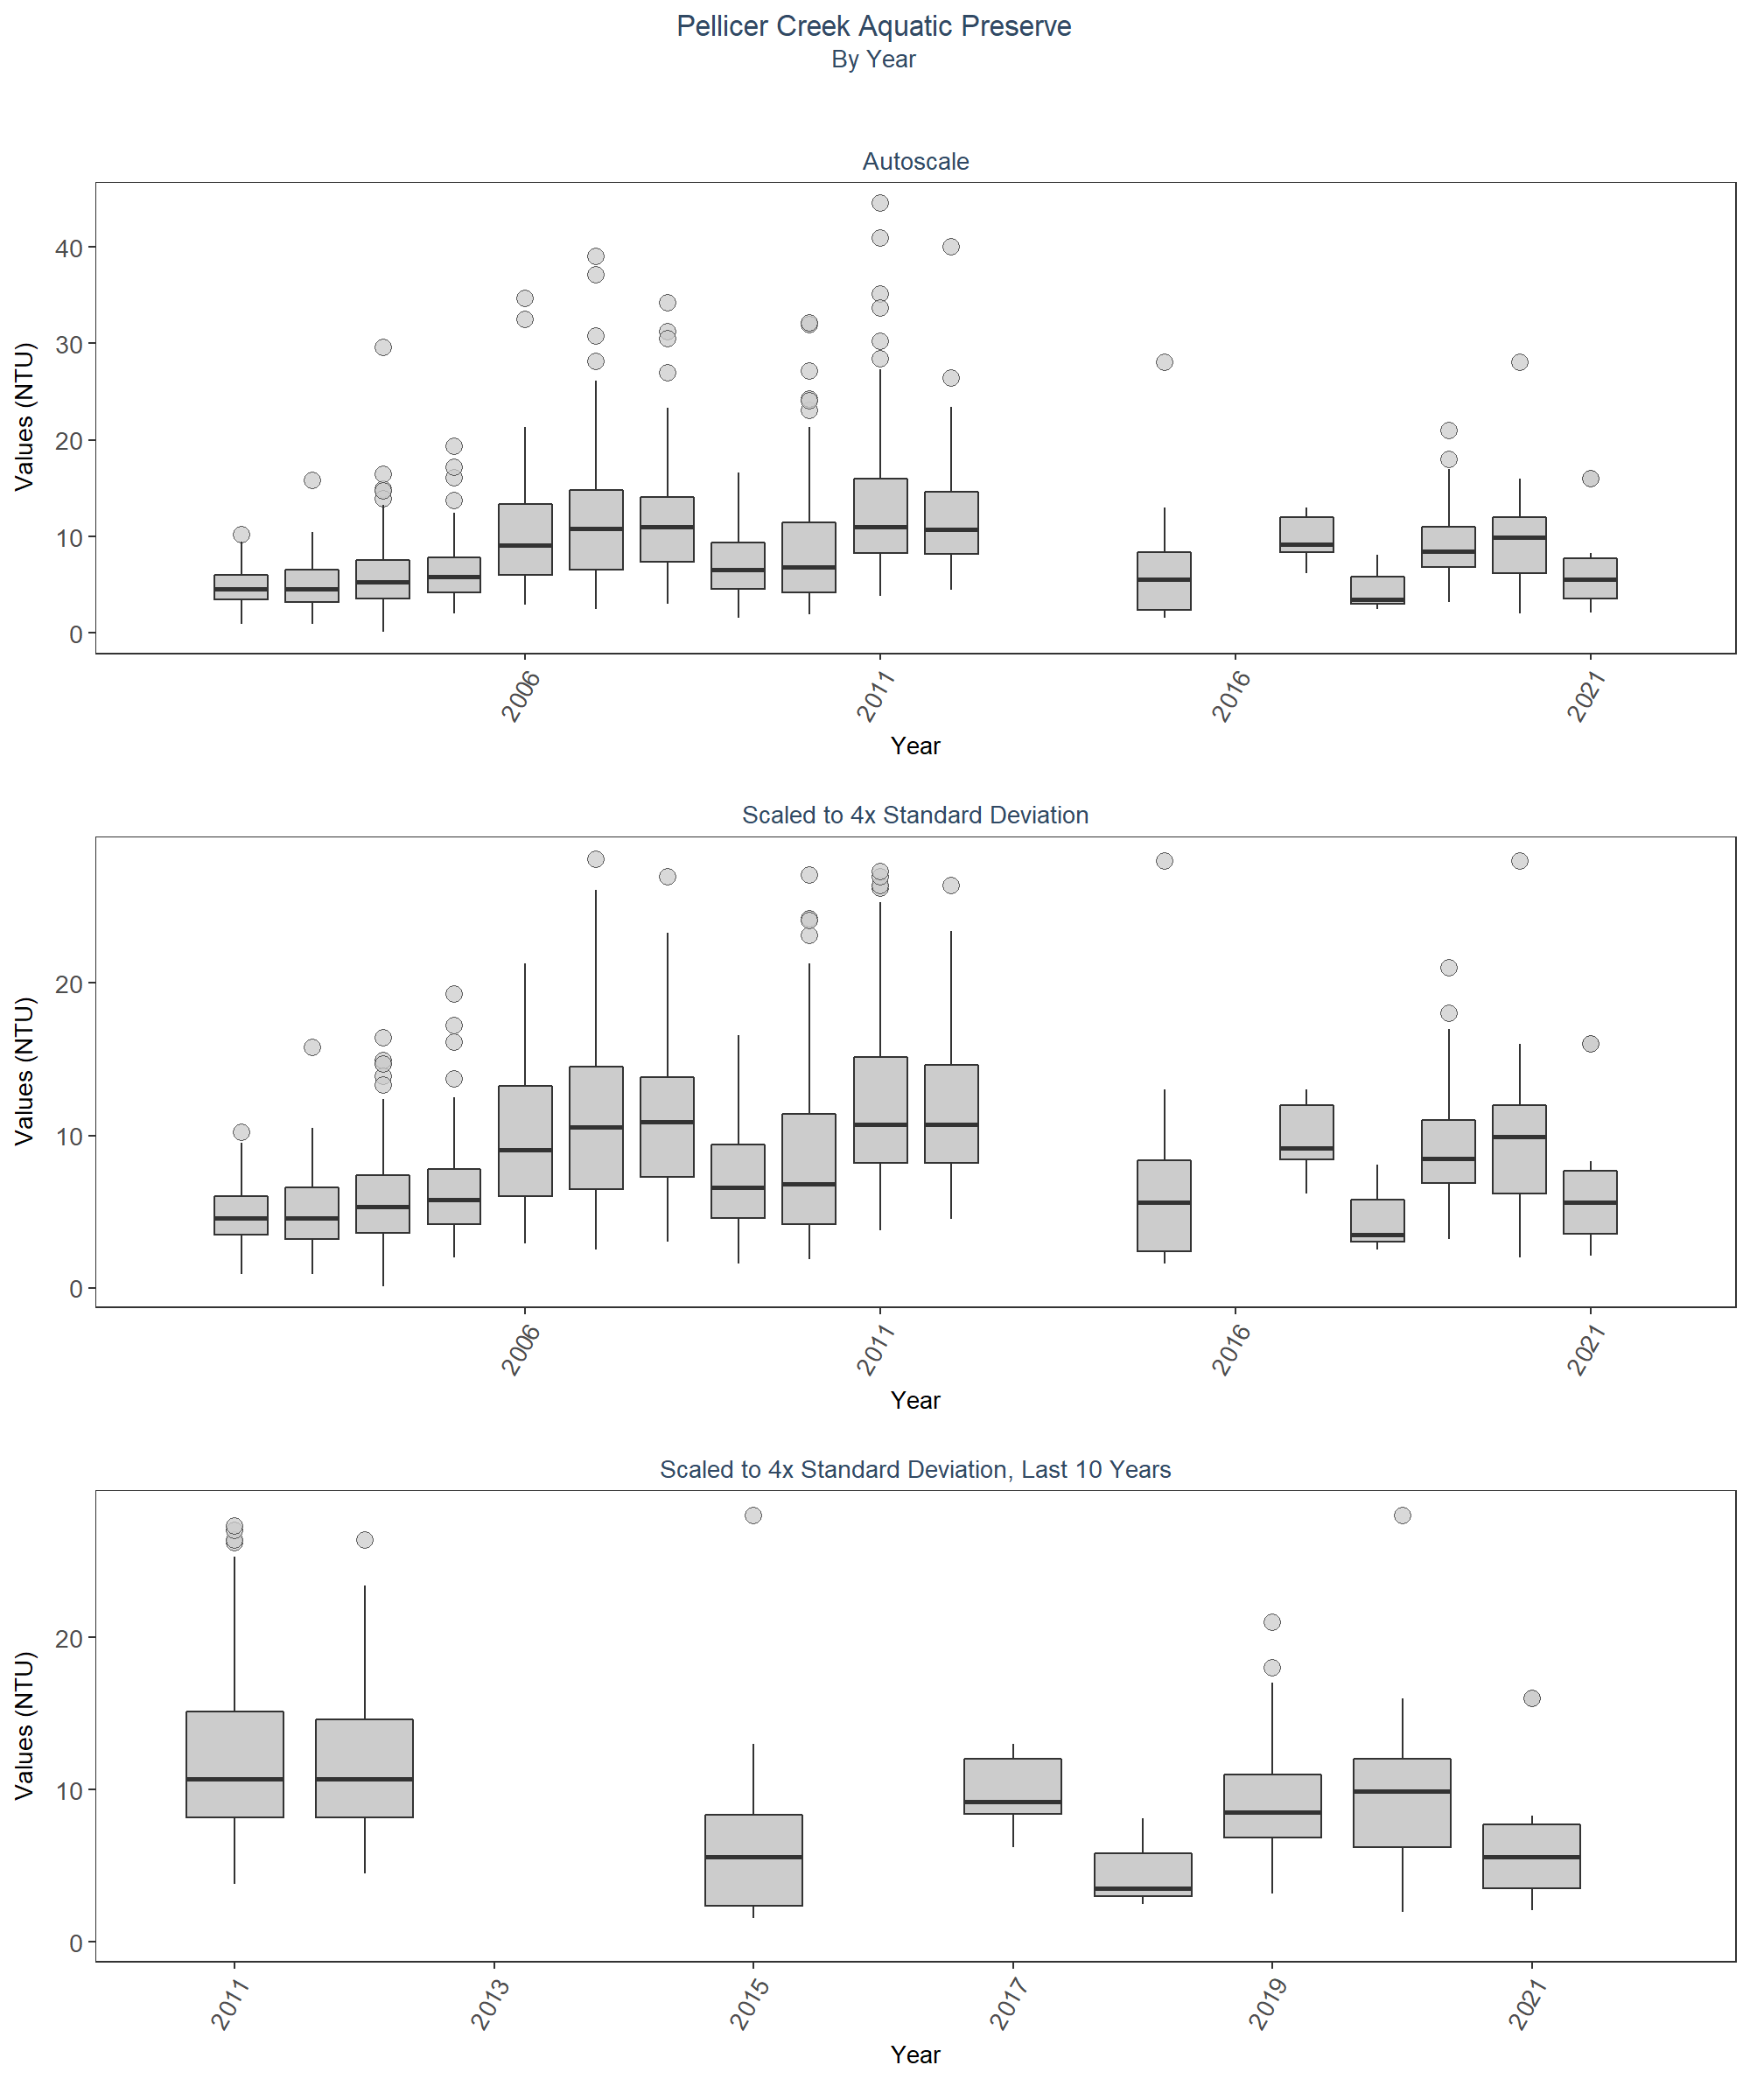 Pellicer Creek Aquatic Preserve
By Year
Autoscale
Values (NTU)
40
30
20
10
0
2006
2011
2016
2021
Year
Scaled to 4x Standard Deviation
Values (NTU)
20
10
0
2006
2011
2016
2021
Year
Scaled to 4x Standard Deviation, Last 10 Years
Values (NTU)
20
10
0
2011
2013
2015
2017
2019
2021
Year